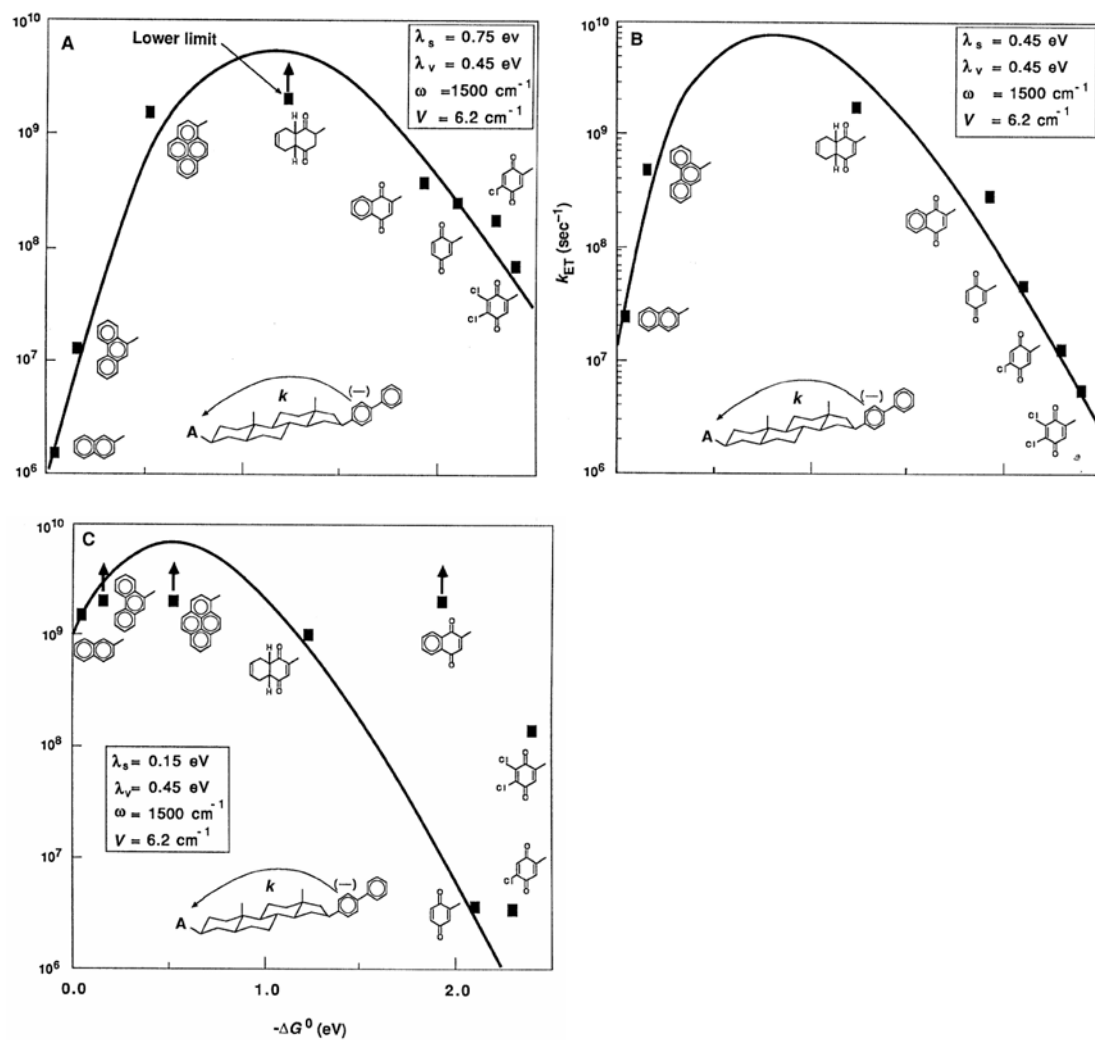 A
Lower limit
λs = 0.75 ev
λv = 0.45 eV
ω =1500 cm-1
V = 6.2 cm-1
10^10
10^9
10^8
10^7
10^6
H
O
H
O
O
O
O
O
O
Cl
O
O
Cl
Cl
O
k
(—)
A
B
λs = 0.45 eV
λv = 0.45 eV
ω = 1500 cm-1
V = 6.2 cm-1
10^10
10^9
10^8
10^7
10^6
kET (sec−1)
H
O
H
O
O
O
O
O
O
Cl
O
O
Cl
Cl
O
k
(—)
A
C
10^10
10^9
10^8
10^7
10^6
H
O
H
O
O
O
O
Cl
Cl
O
O
Cl
O
O
O
λs = 0.15 eV
λv= 0.45 eV
ω = 1500 cm-1
V = 6.2 cm-1
k
(—)
A
0.0
1.0
2.0
-ΔG0 (eV)